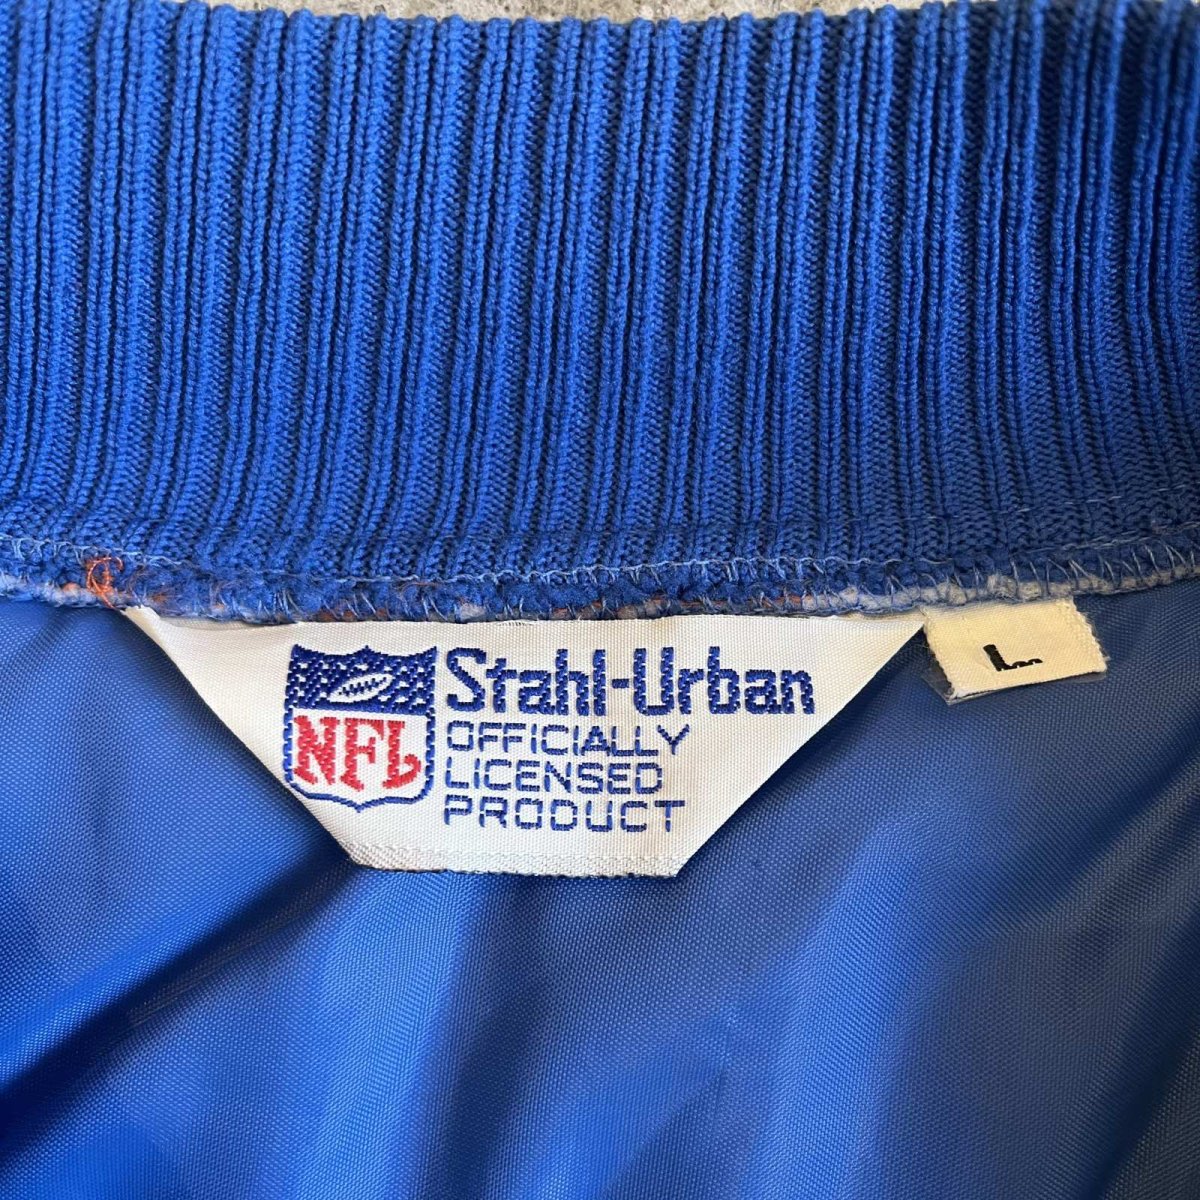 NFL
Stahl-Urban
OFFICIALLY
LICENSED
PRODUCT
L